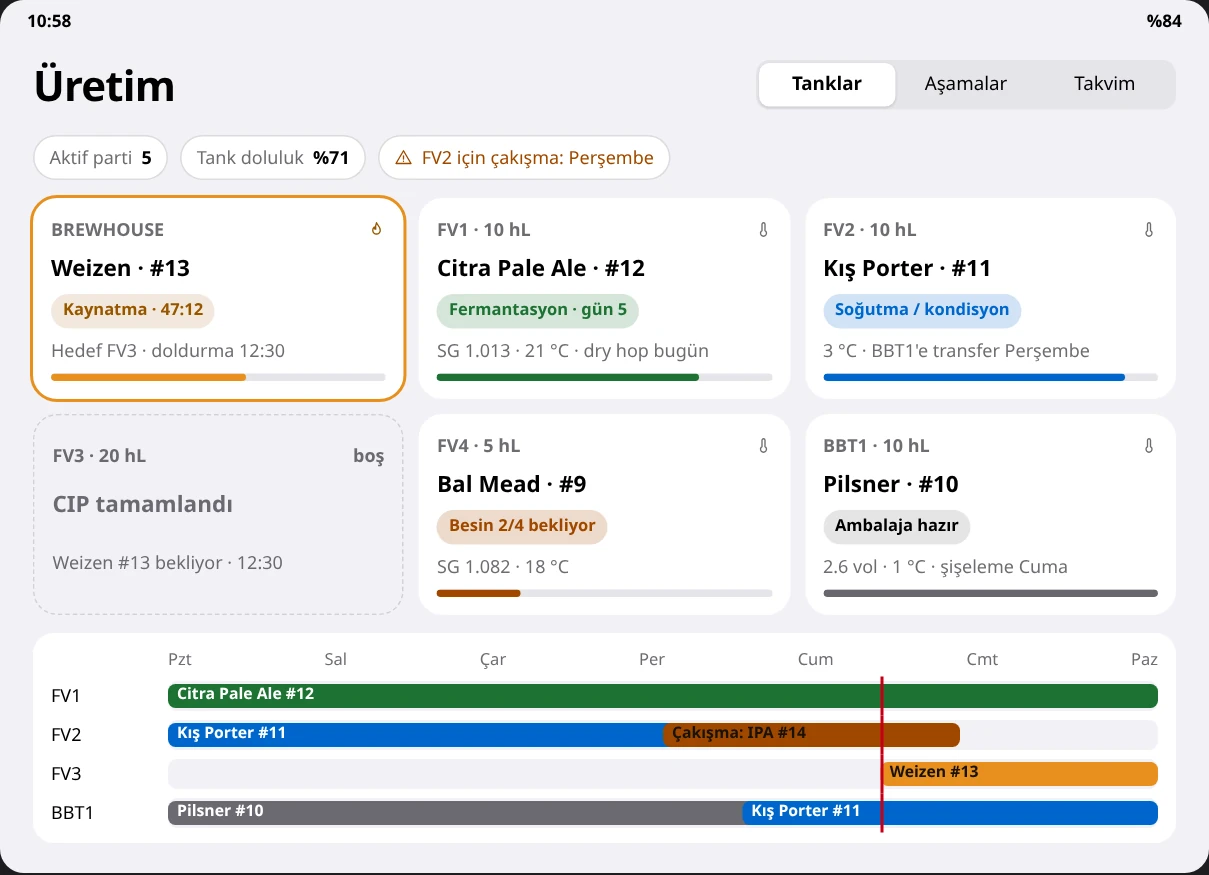 10:58 %84
Üretim
Tanklar Aşamalar Takvim
Aktif parti 5 Tank doluluk %71 FV2 için çakışma: Perşembe
BREWHOUSE
Weizen · #13
Kaynatma · 47:12
Hedef FV3 · doldurma 12:30
FV1 · 10 hL
Citra Pale Ale · #12
Fermantasyon · gün 5
SG 1.013 · 21 °C · dry hop bugün
FV2 · 10 hL
Kış Porter · #11
Soğutma / kondisyon
3 °C · BBT1'e transfer Perşembe
FV3 · 20 hL boş
CIP tamamlandı
Weizen #13 bekliyor · 12:30
FV4 · 5 hL
Bal Mead · #9
Besin 2/4 bekliyor
SG 1.082 · 18 °C
BBT1 · 10 hL
Pilsner · #10
Ambalaja hazır
2.6 vol · 1 °C · şişeleme Cuma
Pzt Sal Çar Per Cum Cmt Paz
FV1 Citra Pale Ale #12
FV2 Kış Porter #11 Çakışma: IPA #14
FV3 Weizen #13
BBT1 Pilsner #10 Kış Porter #11